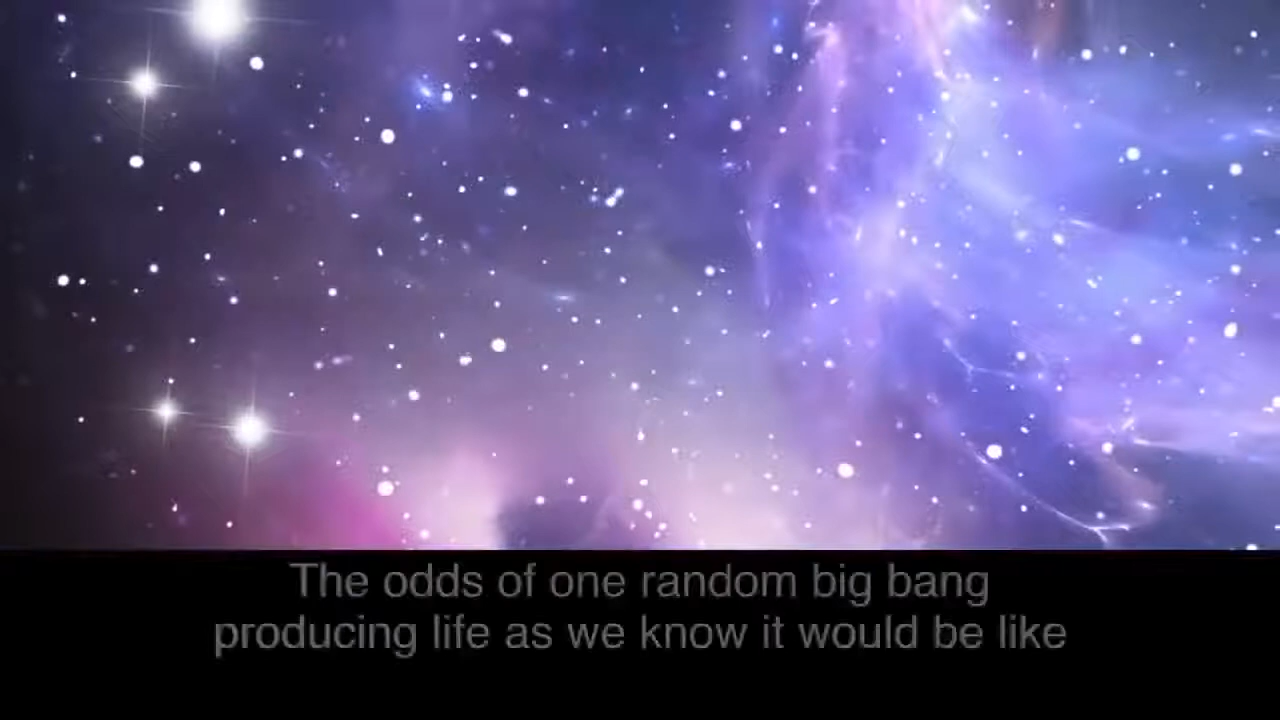 The odds of one random big bang
producing life as we know it would be like